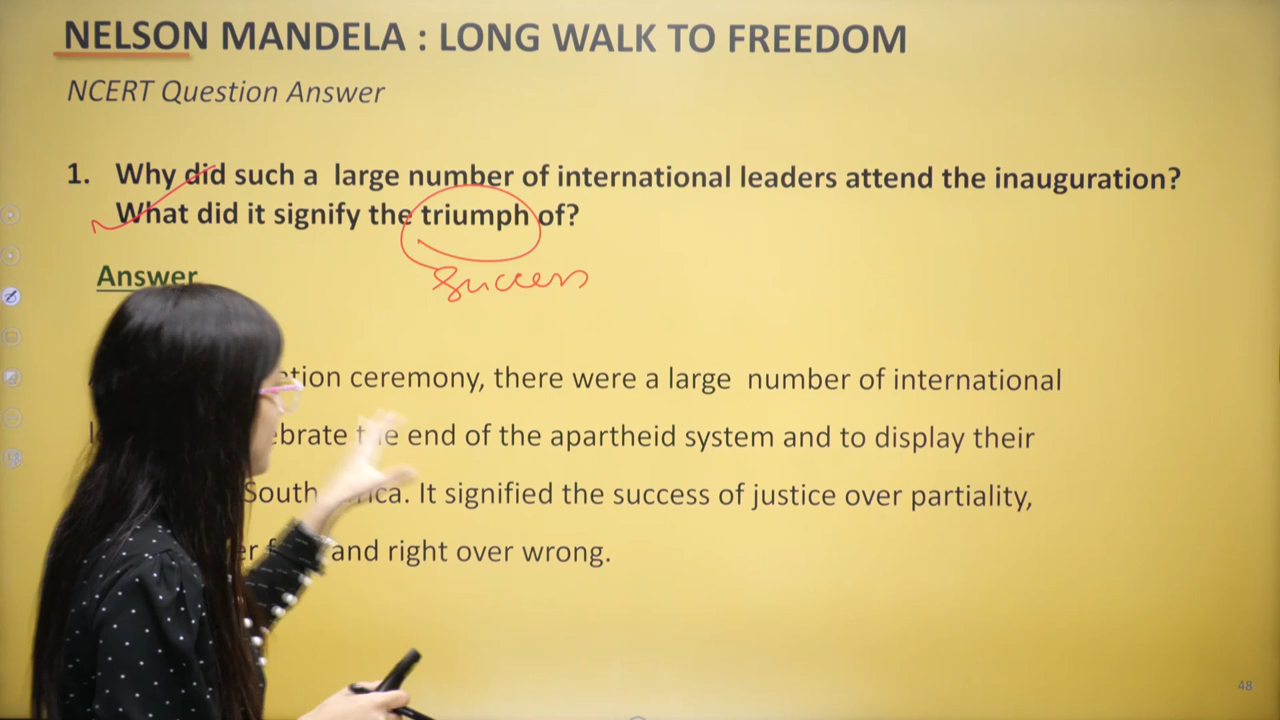 NELSON MANDELA : LONG WALK TO FREEDOM
NCERT Question Answer
1. Why did such a large number of international leaders attend the inauguration?
What did it signify the triumph of?
success
Answer
ceremony, there were a large number of international
the end of the apartheid system and to display their
South It signified the success of justice over partiality,
and right over wrong.
48